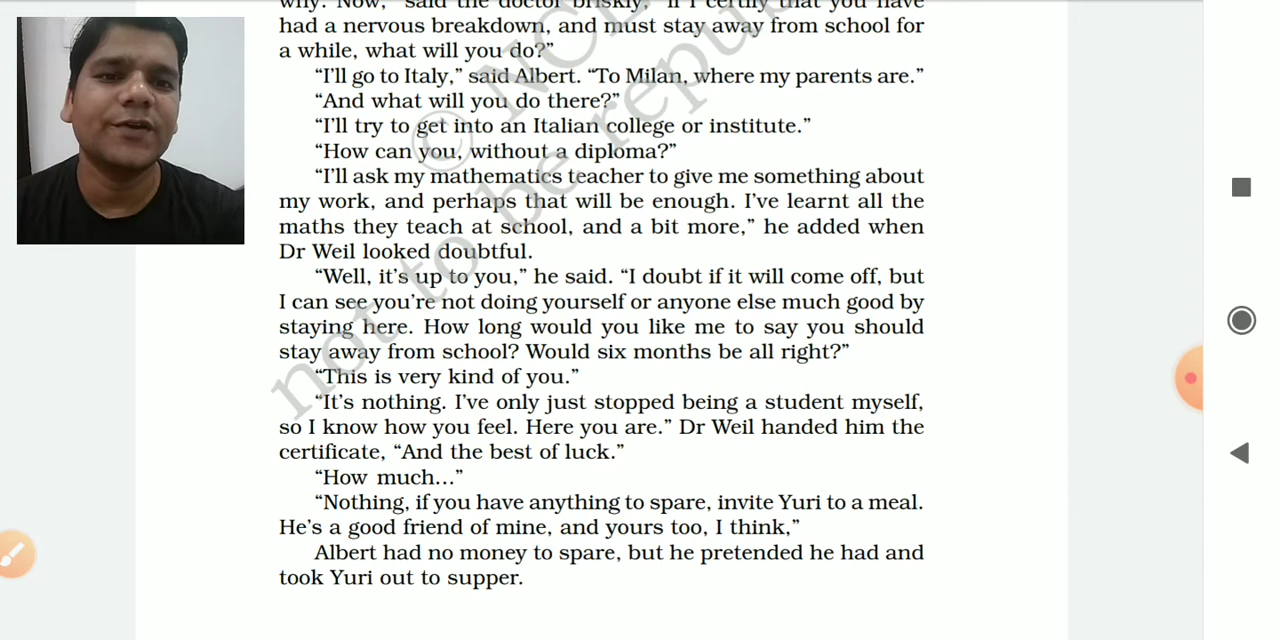 why. Now," said the doctor briskly, "if I certify that you have
had a nervous breakdown, and must stay away from school for
a while, what will you do?"
"I'll go to Italy," said Albert. "To Milan, where my parents are."
"And what will you do there?"
"I'll try to get into an Italian college or institute."
"How can you, without a diploma?"
"I'll ask my mathematics teacher to give me something about
my work, and perhaps that will be enough. I've learnt all the
maths they teach at school, and a bit more," he added when
Dr Weil looked doubtful.
"Well, it's up to you," he said. "I doubt if it will come off, but
I can see you're not doing yourself or anyone else much good by
staying here. How long would you like me to say you should
stay away from school? Would six months be all right?"
"This is very kind of you."
"It's nothing. I've only just stopped being a student myself,
so I know how you feel. Here you are." Dr Weil handed him the
certificate, "And the best of luck."
"How much..."
"Nothing, if you have anything to spare, invite Yuri to a meal.
He's a good friend of mine, and yours too, I think,"
Albert had no money to spare, but he pretended he had and
took Yuri out to supper.
© NCE
not to be repu